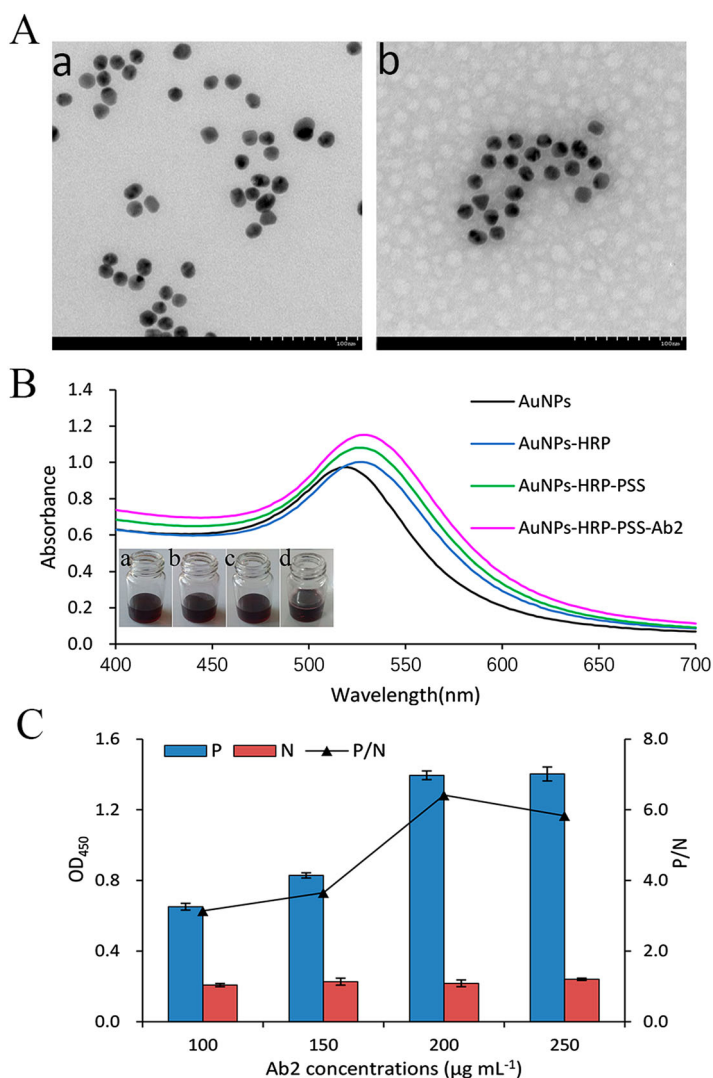 A
a
b
100nm
100nm
B
1.4
1.2
1.0
0.8
0.6
0.4
0.2
0.0
Absorbance
AuNPs
AuNPs-HRP
AuNPs-HRP-PSS
AuNPs-HRP-PSS-Ab2
a b c d
400 450 500 550 600 650 700
Wavelength(nm)
C
1.6
1.2
0.8
0.4
0.0
OD450
P N P/N
8.0
6.0
4.0
2.0
0.0
P/N
100 150 200 250
Ab2 concentrations (µg mL⁻¹)